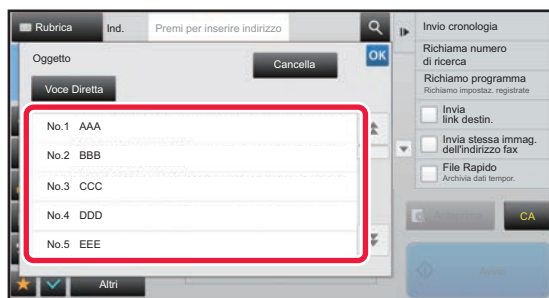 Rubrica
Ind.
Premi per inserire indirizzo
Invio cronologia
Oggetto
Cancella
OK
Richiama numero
di ricerca
Voce Diretta
Richiamo programma
Richiamo impostaz. registrate
No.1 AAA
Invia
link destin.
No.2 BBB
Invia stessa immag.
dell'indirizzo fax
No.3 CCC
File Rapido
Archivia dati tempor.
No.4 DDD
CA
No.5 EEE
Altri